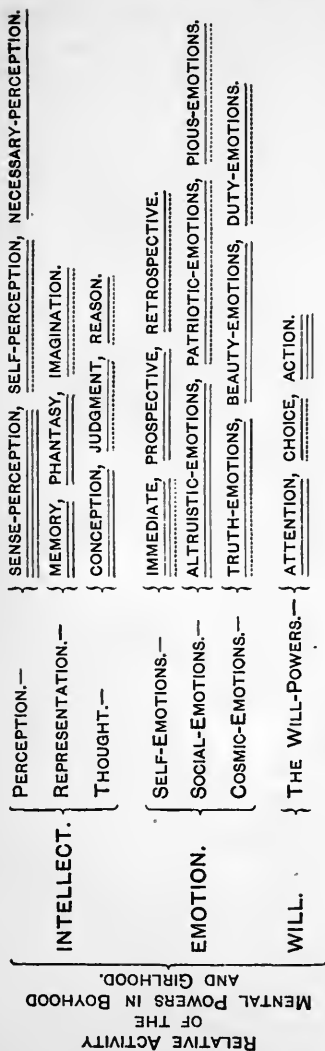 RELATIVE ACTIVITY
OF THE
MENTAL POWERS IN BOYHOOD
AND GIRLHOOD.
INTELLECT.
PERCEPTION.— SENSE-PERCEPTION, SELF-PERCEPTION, NECESSARY-PERCEPTION.
REPRESENTATION.— MEMORY, PHANTASY, IMAGINATION.
THOUGHT.— CONCEPTION, JUDGMENT, REASON.
EMOTION.
SELF-EMOTIONS.— IMMEDIATE, PROSPECTIVE, RETROSPECTIVE.
SOCIAL-EMOTIONS.— ALTRUISTIC-EMOTIONS, PATRIOTIC-EMOTIONS, PIOUS-EMOTIONS.
COSMIC-EMOTIONS.— TRUTH-EMOTIONS, BEAUTY-EMOTIONS, DUTY-EMOTIONS.
WILL.
THE WILL-POWERS.— ATTENTION, CHOICE, ACTION.